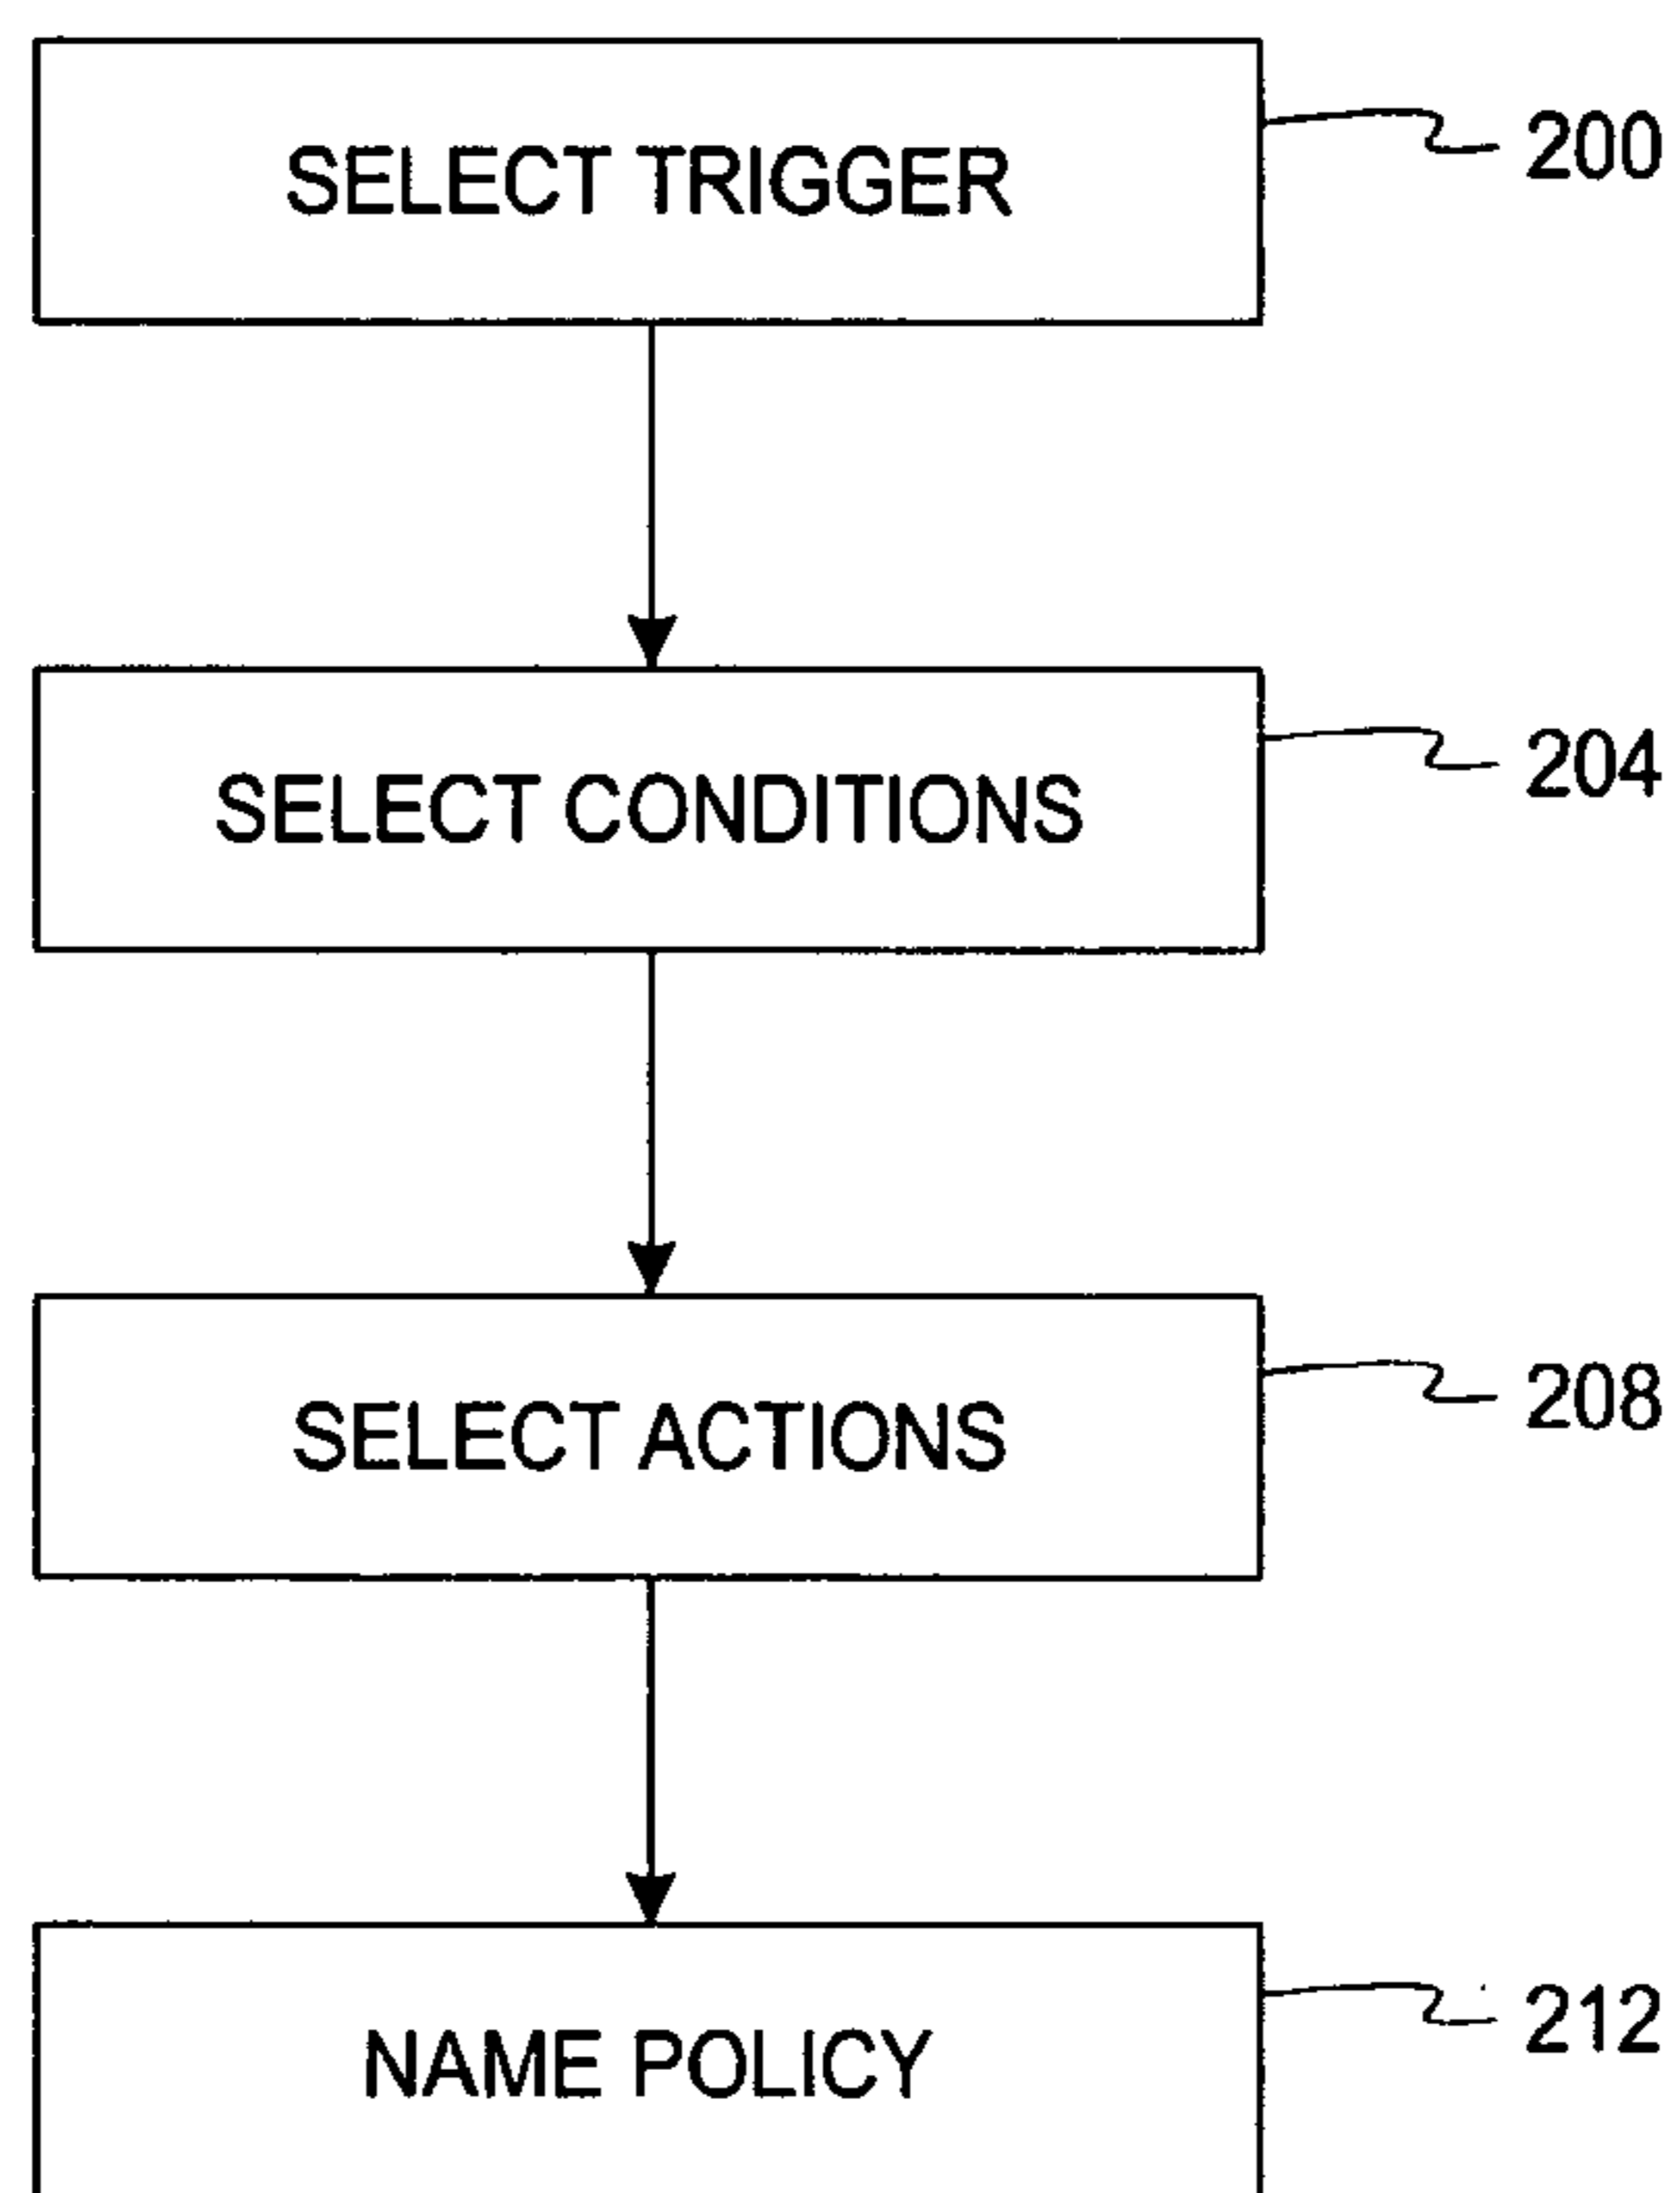 SELECT TRIGGER
200
SELECT CONDITIONS
204
SELECT ACTIONS
208
NAME POLICY
212